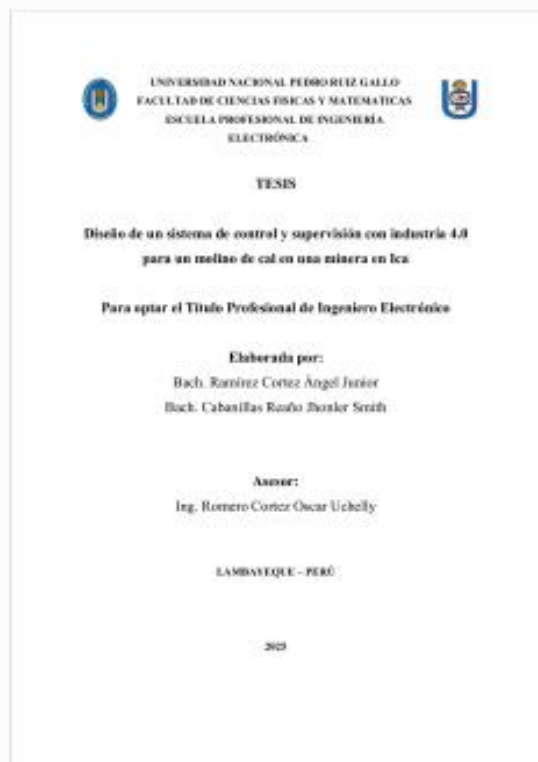 UNIVERSIDAD NACIONAL PEDRO RUIZ GALLO
FACULTAD DE CIENCIAS FISICAS Y MATEMATICAS
ESCUELA PROFESIONAL DE INGENIERÍA
ELECTRÓNICA
TESIS
Diseño de un sistema de control y supervisión con industria 4.0
para un molino de cal en una minera en Ica
Para optar el Título Profesional de Ingeniero Electrónico
Elaborada por:
Bach. Ramírez Cortez Ángel Junior
Bach. Cabanillas Reaño Jhonler Smith
Asesor:
Ing. Romero Cortez Oscar Uchelly
LAMBAYEQUE – PERÚ
2025